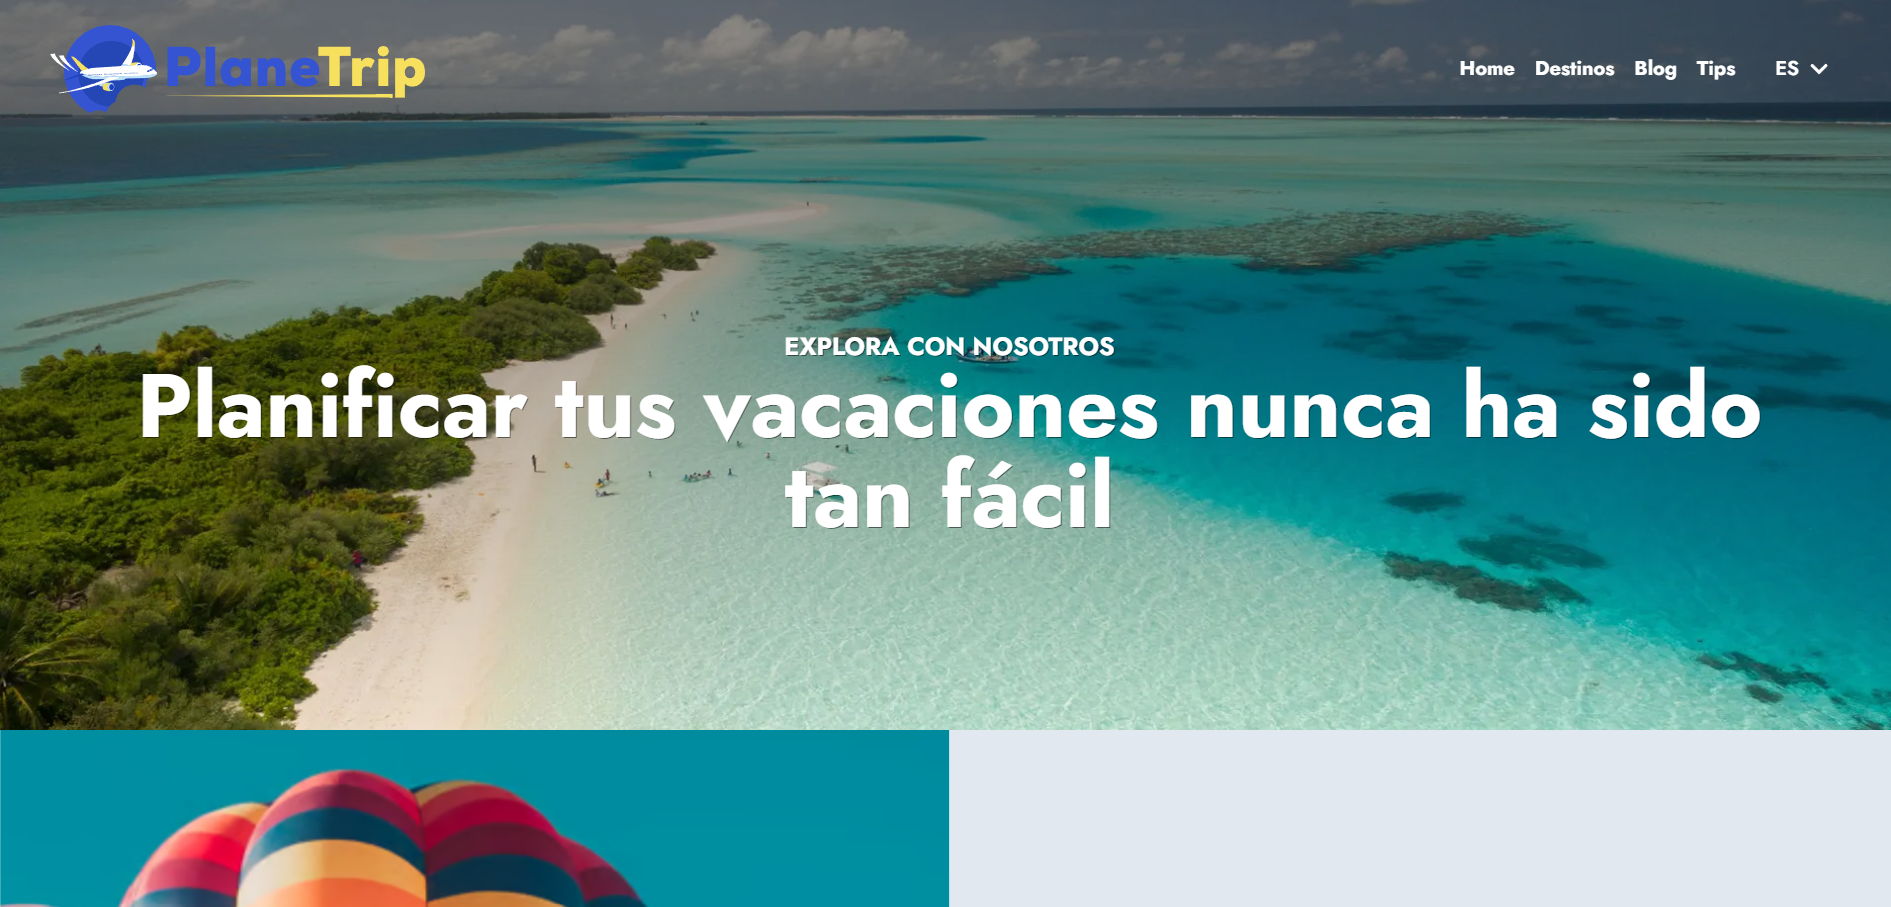 PlaneTrip
Home Destinos Blog Tips ES
EXPLORA CON NOSOTROS
Planificar tus vacaciones nunca ha sido
tan fácil